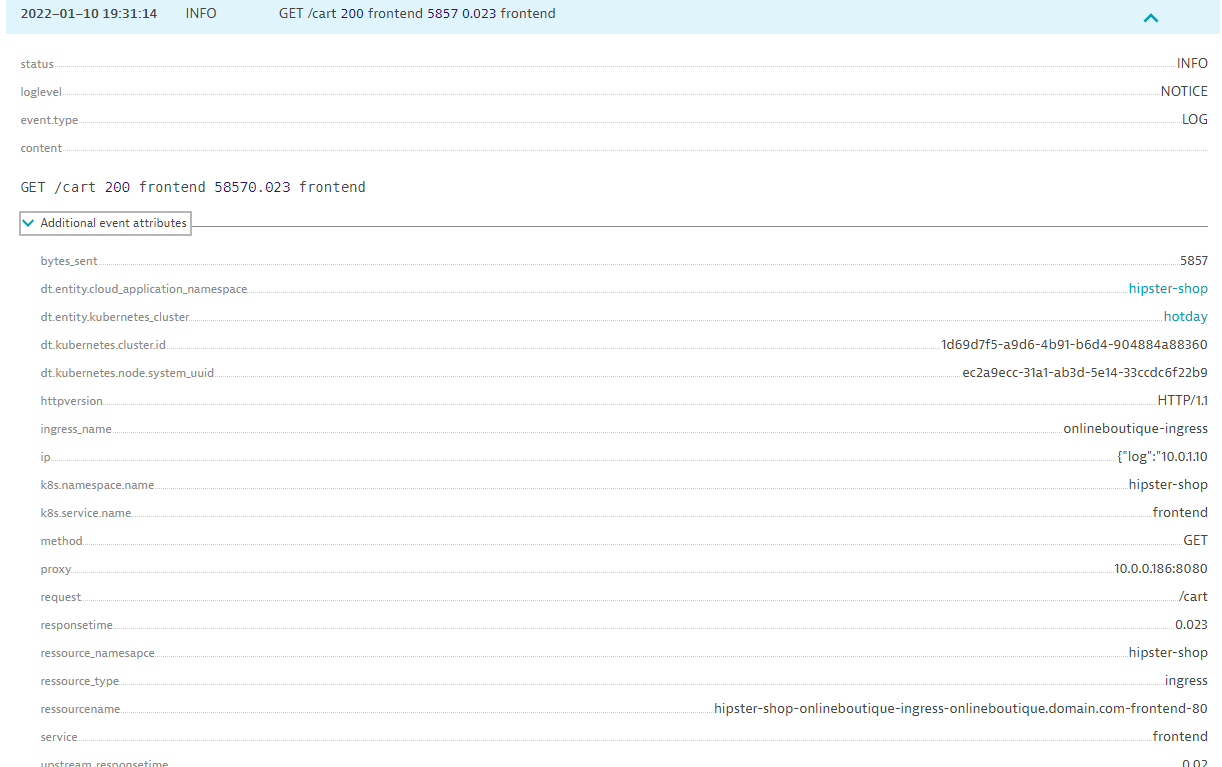 2022–01–10 19:31:14 INFO GET /cart 200 frontend 5857 0.023 frontend
status INFO
loglevel NOTICE
event.type LOG
content
GET /cart 200 frontend 58570.023 frontend
Additional event attributes
bytes_sent 5857
dt.entity.cloud_application_namespace hipster-shop
dt.entity.kubernetes_cluster hotday
dt.kubernetes.cluster.id 1d69d7f5-a9d6-4b91-b6d4-904884a88360
dt.kubernetes.node.system_uuid ec2a9ecc-31a1-ab3d-5e14-33ccdc6f22b9
httpversion HTTP/1.1
ingress_name onlineboutique-ingress
ip {"log":"10.0.1.10
k8s.namespace.name hipster-shop
k8s.service.name frontend
method GET
proxy 10.0.0.186:8080
request /cart
responsetime 0.023
ressource_namesapce hipster-shop
ressource_type ingress
ressourcename hipster-shop-onlineboutique-ingress-onlineboutique.domain.com-frontend-80
service frontend
upstream_responsetime 0.02